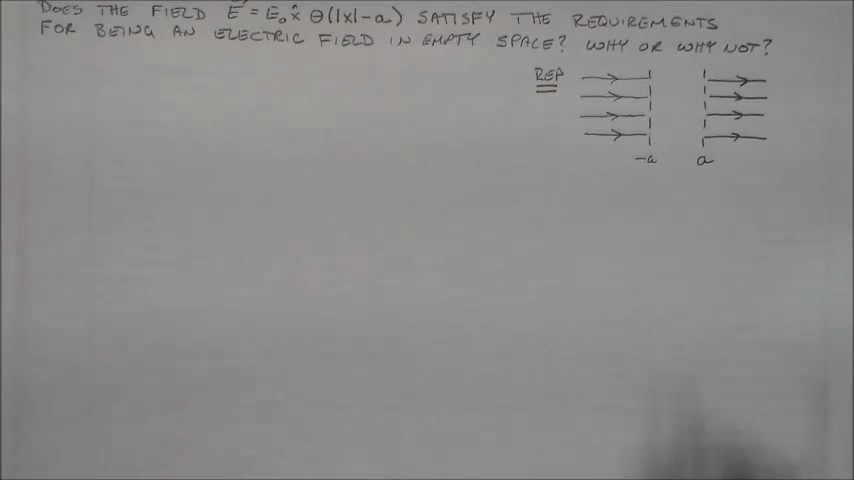 DOES THE FIELD E = E₀ x̂ Θ(|x|-a) SATISFY THE REQUIREMENTS
FOR BEING AN ELECTRIC FIELD IN EMPTY SPACE? WHY OR WHY NOT?
REP
-a a